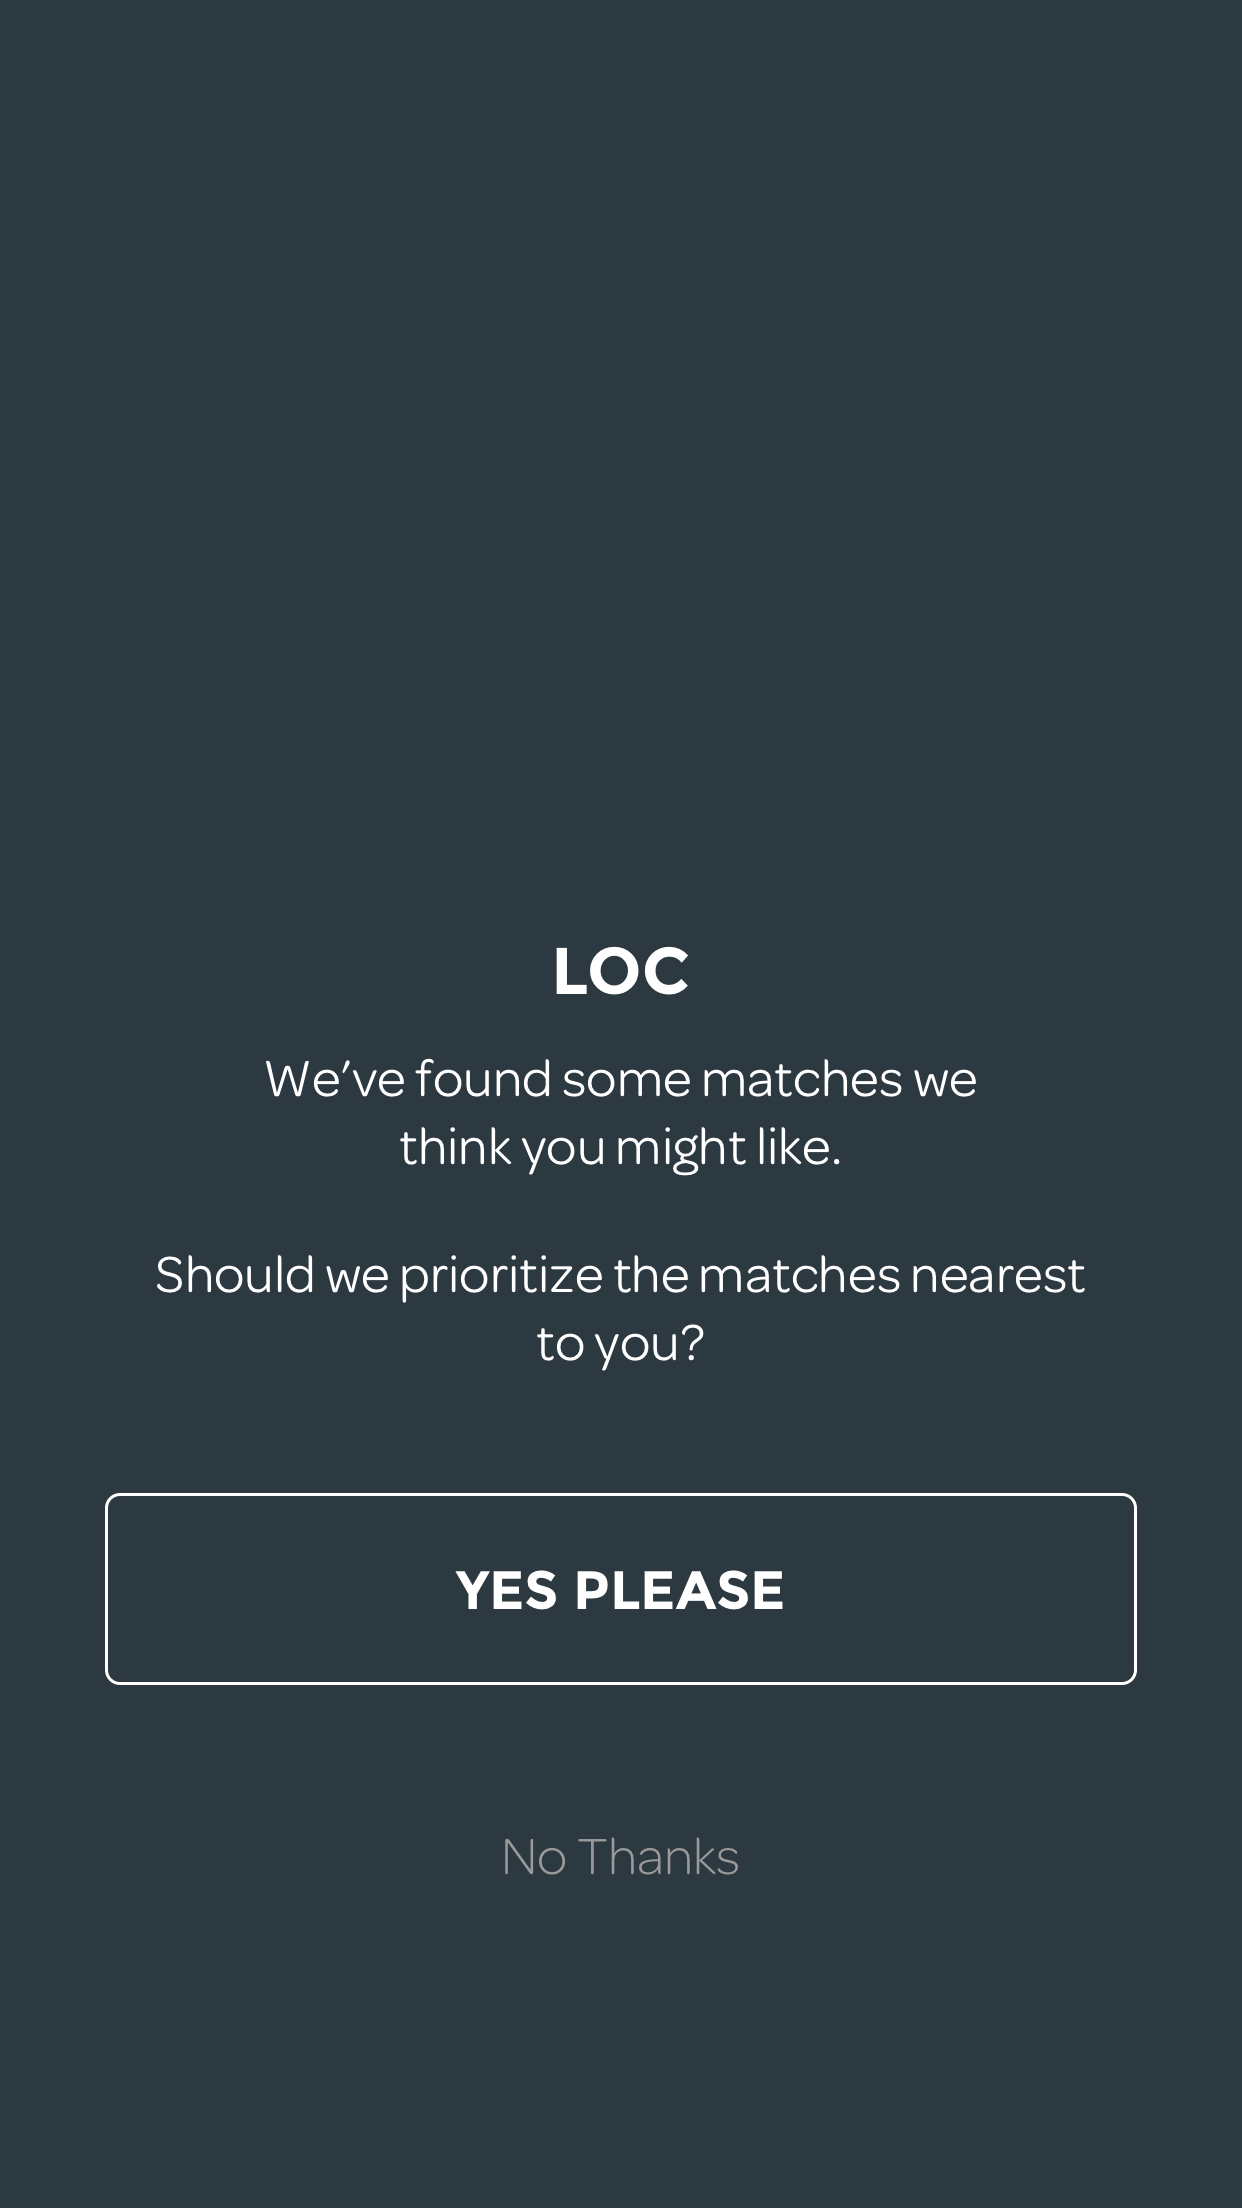 LOC
We've found some matches we
think you might like.
Should we prioritize the matches nearest
to you?
YES PLEASE
No Thanks